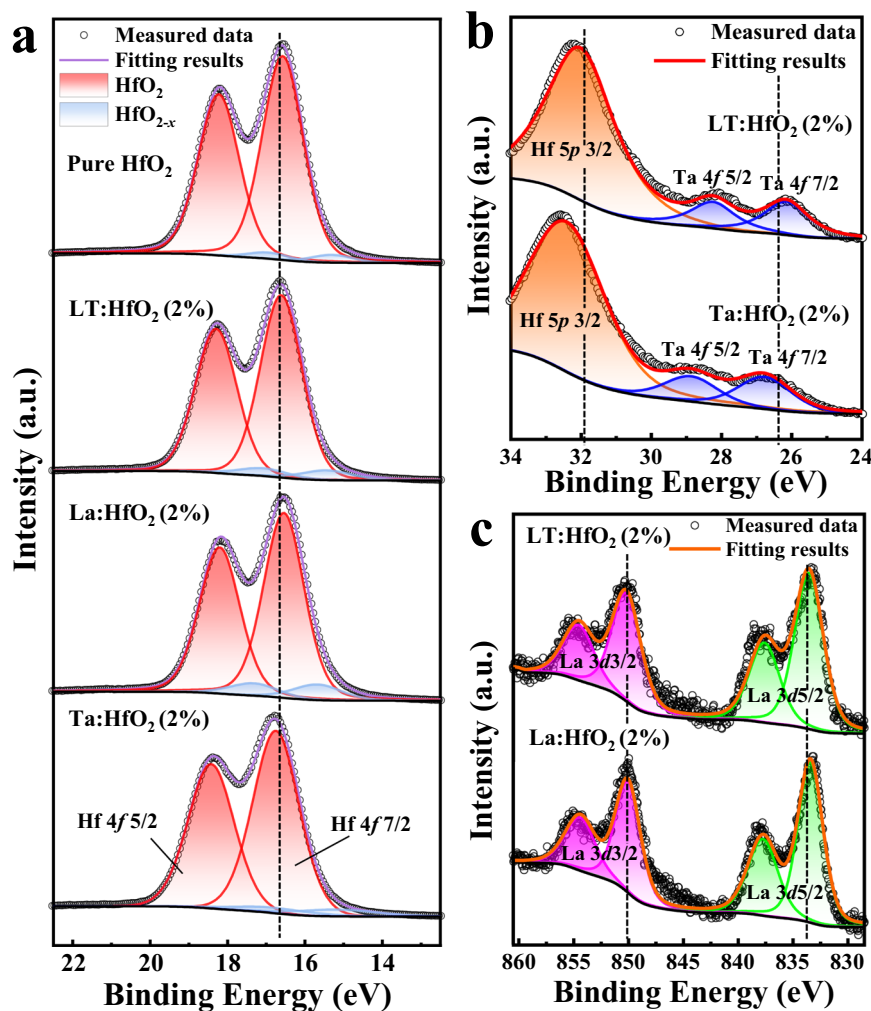 a
Measured data
Fitting results
HfO2
HfO2-x
Pure HfO2
LT:HfO2 (2%)
La:HfO2 (2%)
Ta:HfO2 (2%)
Hf 4f 5/2
Hf 4f 7/2
Intensity (a.u.)
22 20 18 16 14
Binding Energy (eV)
b
Measured data
Fitting results
LT:HfO2 (2%)
Hf 5p 3/2
Ta 4f 5/2
Ta 4f 7/2
Ta:HfO2 (2%)
Hf 5p 3/2
Ta 4f 5/2
Ta 4f 7/2
Intensity (a.u.)
34 32 30 28 26 24
Binding Energy (eV)
c
LT:HfO2 (2%)
Measured data
Fitting results
La 3d3/2
La 3d5/2
La:HfO2 (2%)
La 3d3/2
La 3d5/2
Intensity (a.u.)
860 855 850 845 840 835 830
Binding Energy (eV)